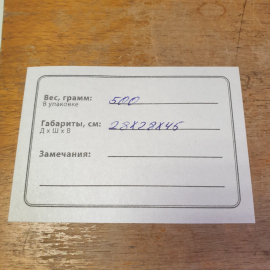 Вес, грамм: 500
В упаковке
Габариты, см: 28х28х45
Д х Ш х В
Замечания: